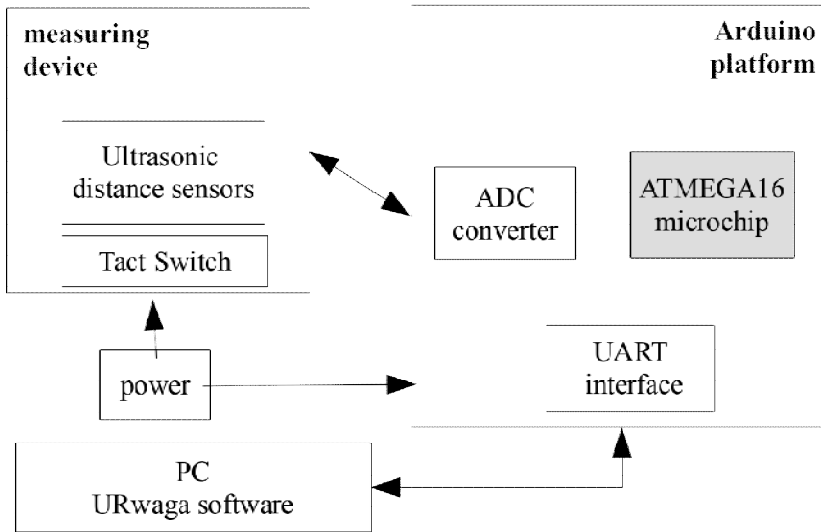 measuring
device
Ultrasonic
distance sensors
Tact Switch
Arduino
platform
ADC
converter
ATMEGA16
microchip
UART
interface
power
PC
URwaga software